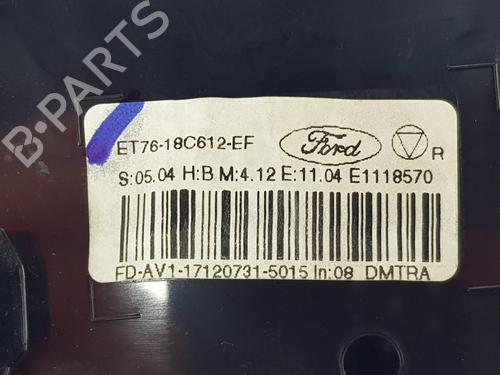 B-PARTS
ET76-18C612-EF
Ford
R
S:05.04 H:B M:4.12 E:11.04 E1118570
FD-AV1-17120731-5015 In:08 DMTRA